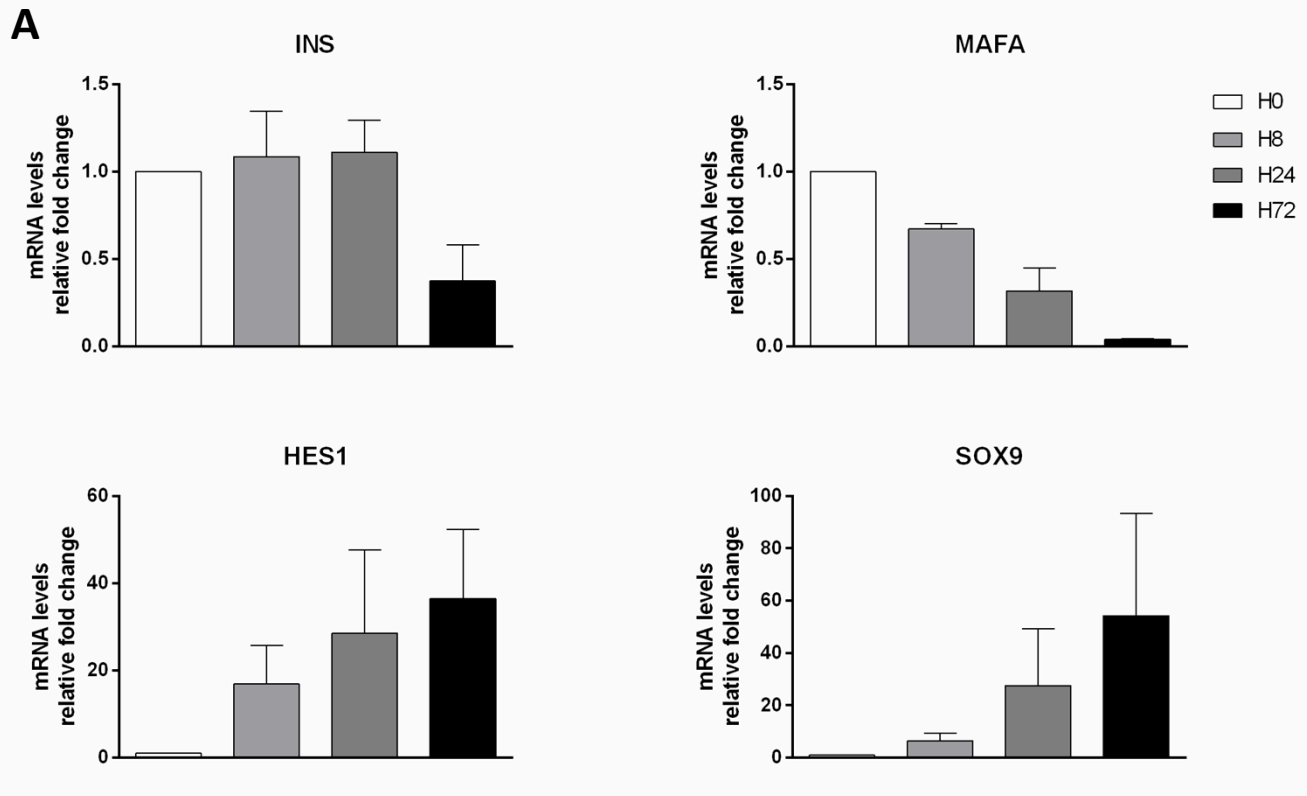 A
INS
mRNA levels
relative fold change
1.5
1.0
0.5
0.0
MAFA
mRNA levels
relative fold change
1.5
1.0
0.5
0.0
H0
H8
H24
H72
HES1
mRNA levels
relative fold change
60
40
20
0
SOX9
mRNA levels
relative fold change
100
80
60
40
20
0